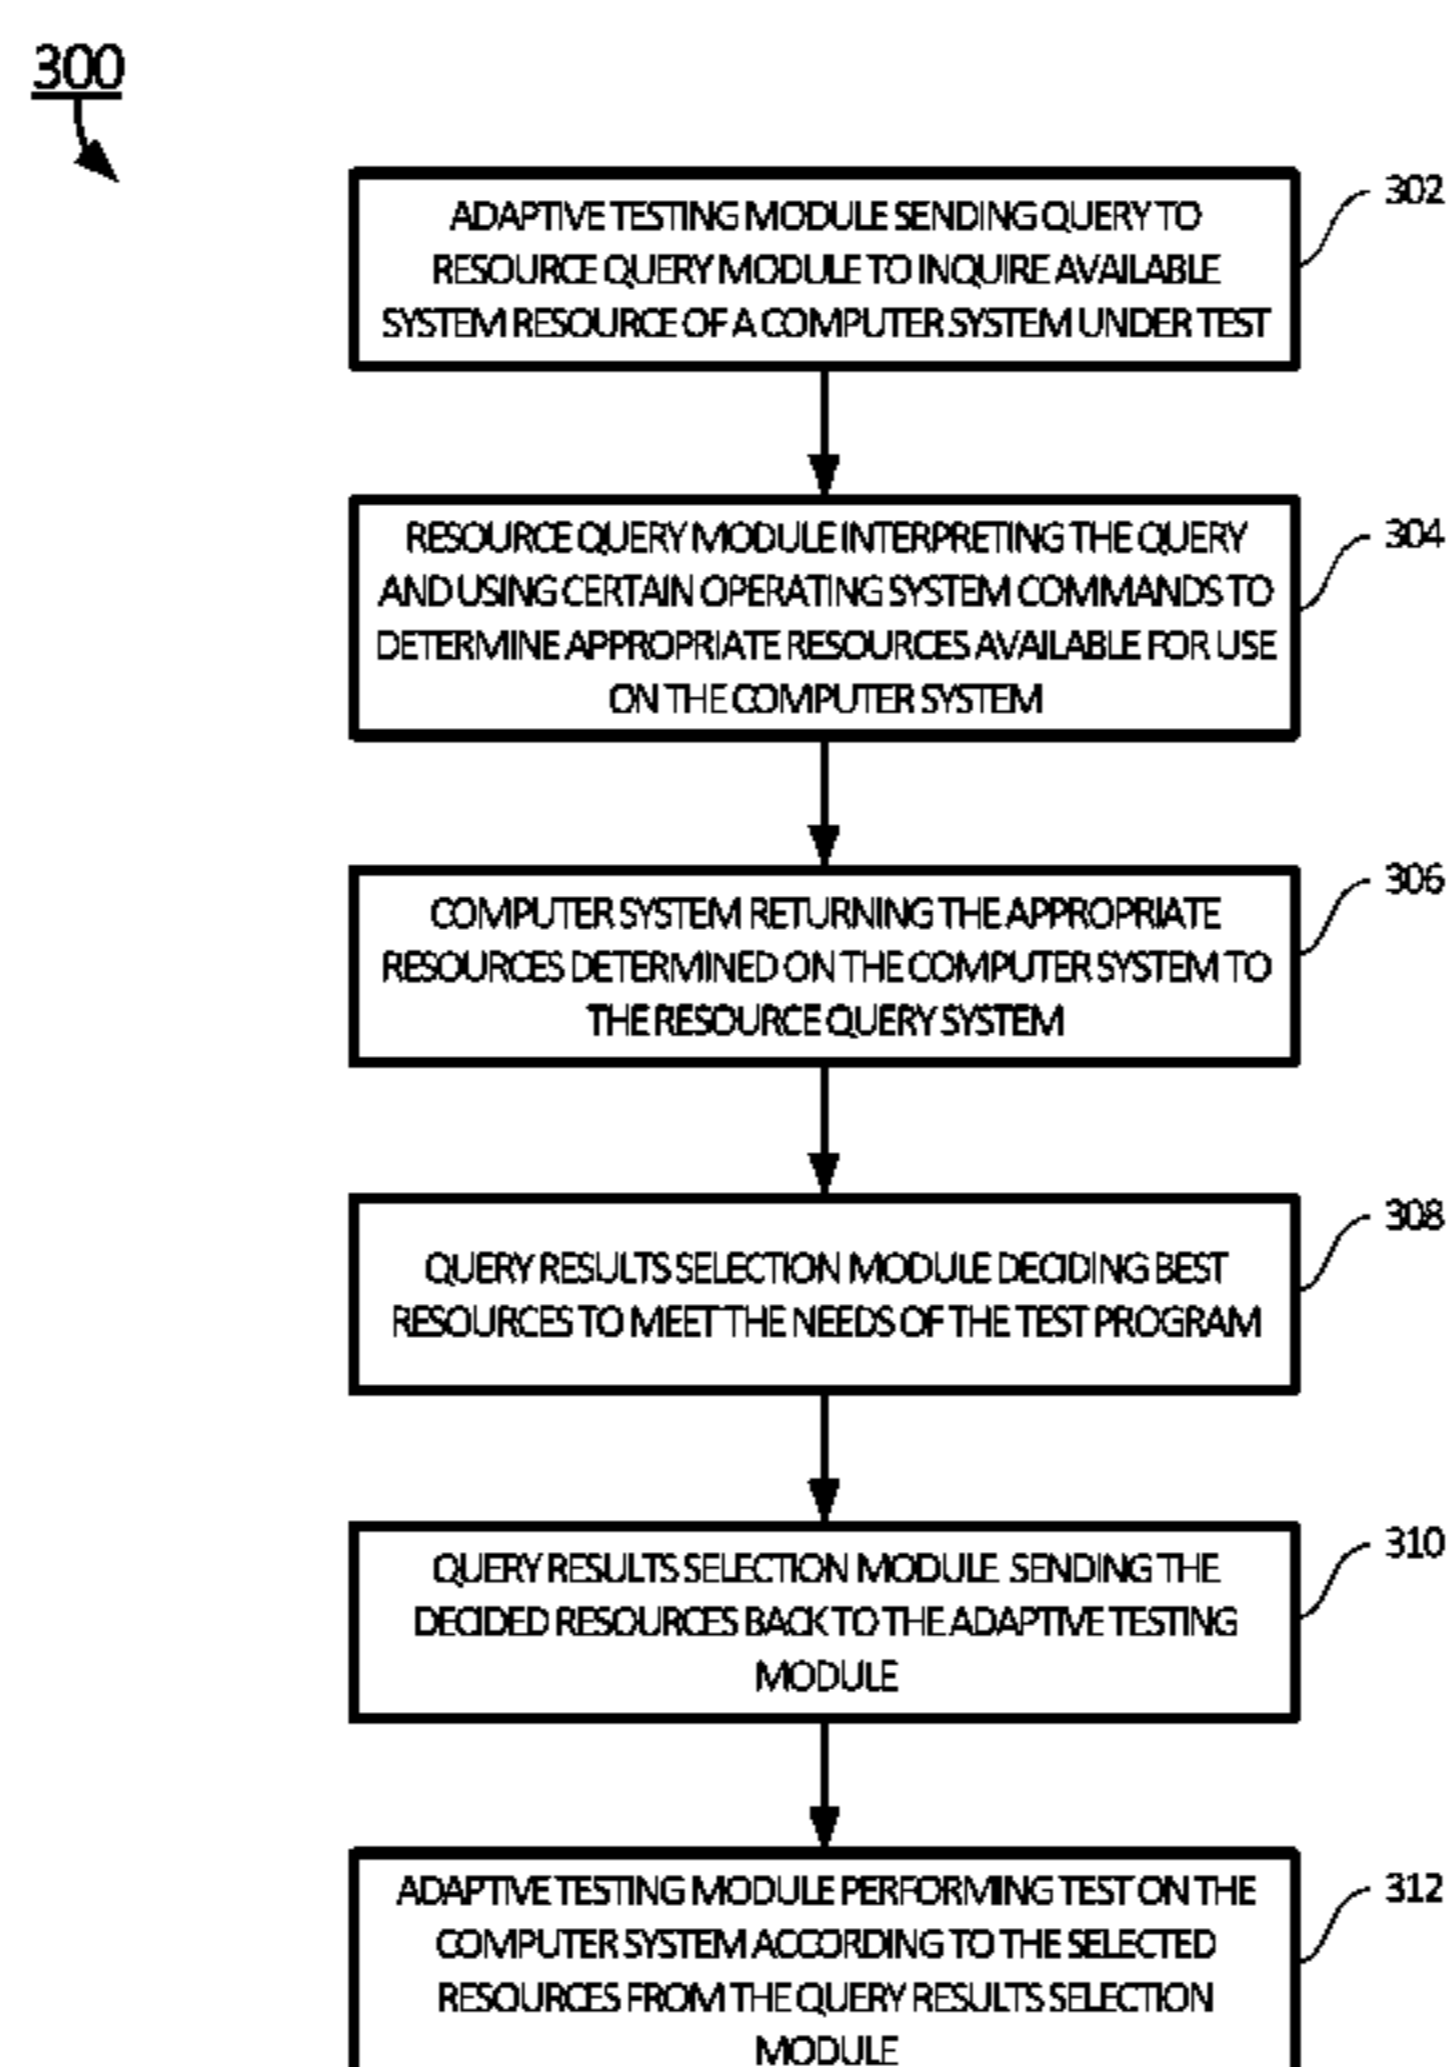 300
302
ADAPTIVE TESTING MODULE SENDING QUERY TO
RESOURCE QUERY MODULE TO INQUIRE AVAILABLE
SYSTEM RESOURCE OF A COMPUTER SYSTEM UNDER TEST
304
RESOURCE QUERY MODULE INTERPRETING THE QUERY
AND USING CERTAIN OPERATING SYSTEM COMMANDS TO
DETERMINE APPROPRIATE RESOURCES AVAILABLE FOR USE
ON THE COMPUTER SYSTEM
306
COMPUTER SYSTEM RETURNING THE APPROPRIATE
RESOURCES DETERMINED ON THE COMPUTER SYSTEM TO
THE RESOURCE QUERY SYSTEM
308
QUERY RESULTS SELECTION MODULE DECIDING BEST
RESOURCES TO MEET THE NEEDS OF THE TEST PROGRAM
310
QUERY RESULTS SELECTION MODULE SENDING THE
DECIDED RESOURCES BACK TO THE ADAPTIVE TESTING
MODULE
312
ADAPTIVE TESTING MODULE PERFORMING TEST ON THE
COMPUTER SYSTEM ACCORDING TO THE SELECTED
RESOURCES FROM THE QUERY RESULTS SELECTION
MODULE